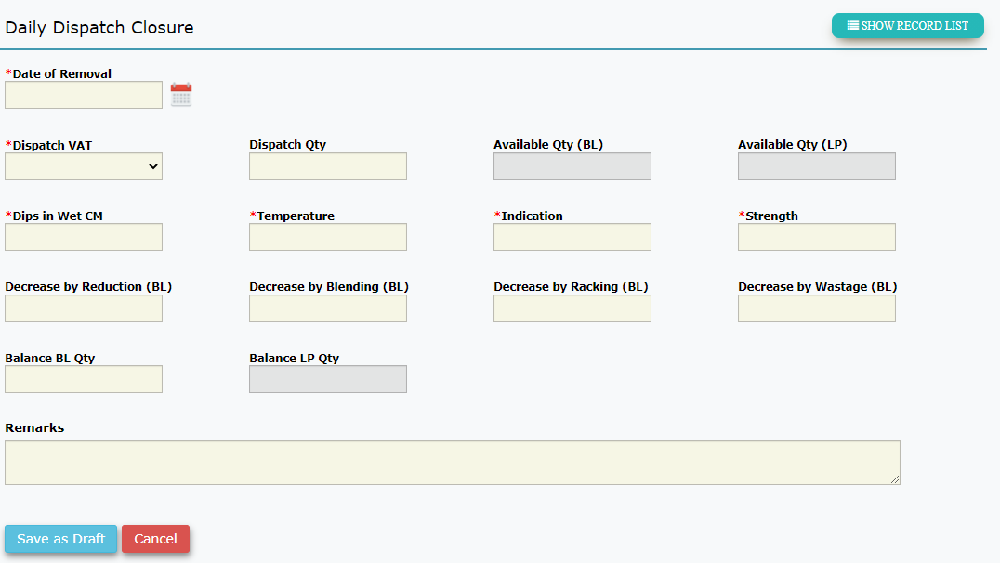 Daily Dispatch Closure
SHOW RECORD LIST
*Date of Removal
*Dispatch VAT
Dispatch Qty
Available Qty (BL)
Available Qty (LP)
*Dips in Wet CM
*Temperature
*Indication
*Strength
Decrease by Reduction (BL)
Decrease by Blending (BL)
Decrease by Racking (BL)
Decrease by Wastage (BL)
Balance BL Qty
Balance LP Qty
Remarks
Save as Draft
Cancel